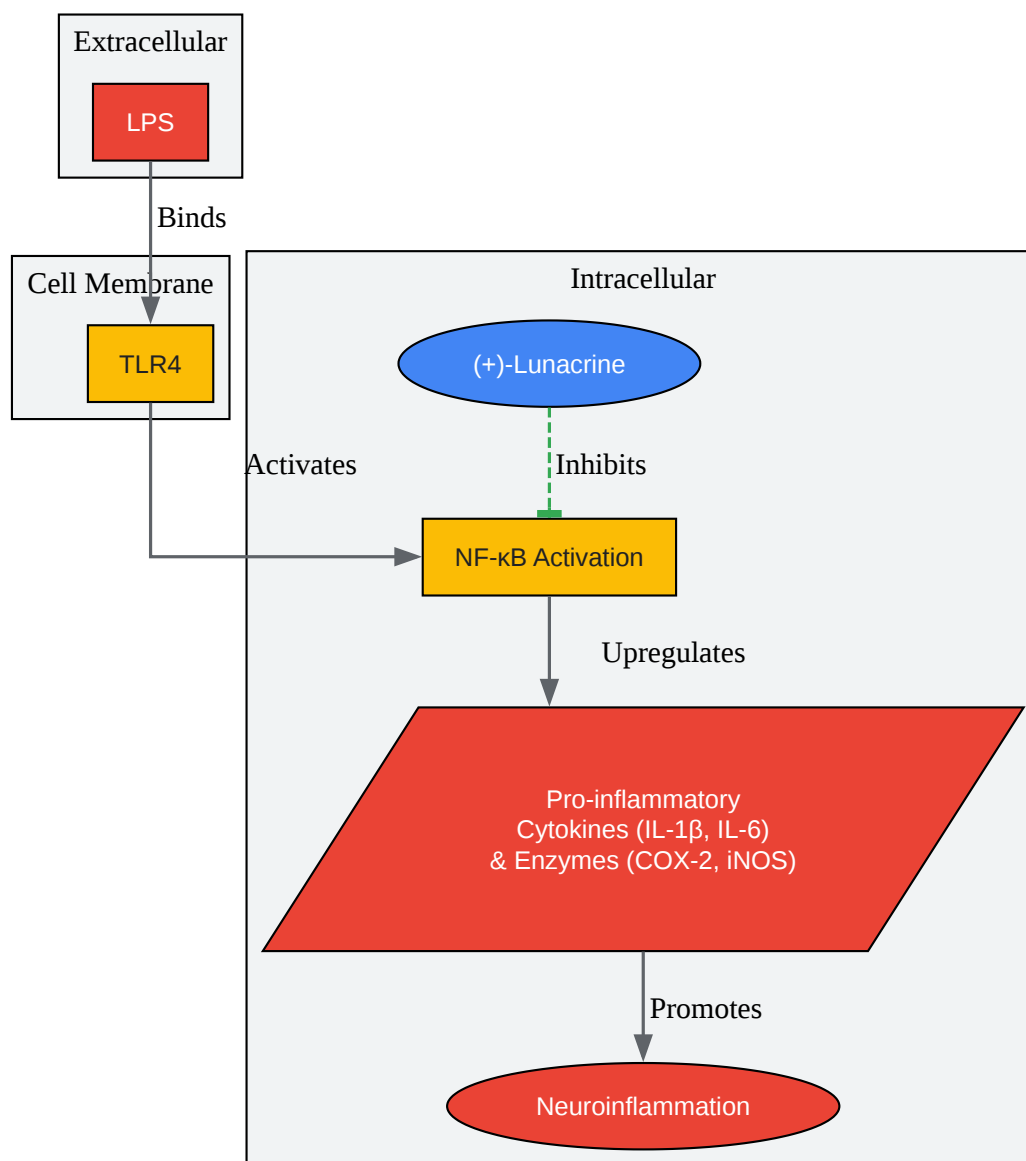 Extracellular
LPS
Binds
Cell Membrane
Intracellular
TLR4
(+)-Lunacrine
Activates
Inhibits
NF-κB Activation
Upregulates
Pro-inflammatory
Cytokines (IL-1β, IL-6)
& Enzymes (COX-2, iNOS)
Promotes
Neuroinflammation